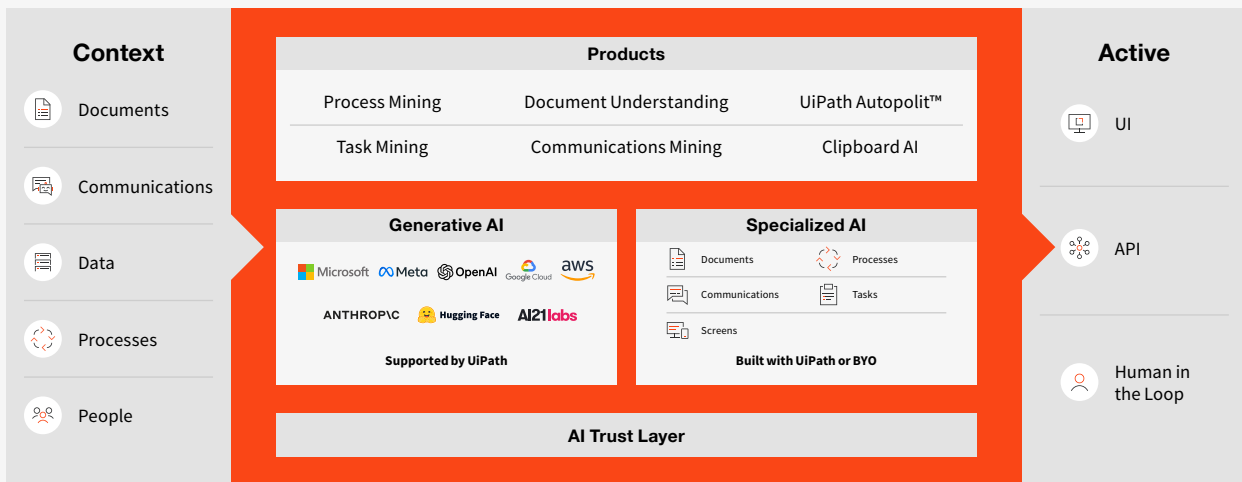 Context
Documents
Communications
Data
Processes
People
Products
Process Mining
Document Understanding
UiPath Autopolit™
Task Mining
Communications Mining
Clipboard AI
Generative AI
Microsoft
Meta
OpenAI
Google Cloud
aws
ANTHROP\C
Hugging Face
AI21labs
Supported by UiPath
Specialized AI
Documents
Processes
Communications
Tasks
Screens
Built with UiPath or BYO
AI Trust Layer
Active
UI
API
Human in
the Loop